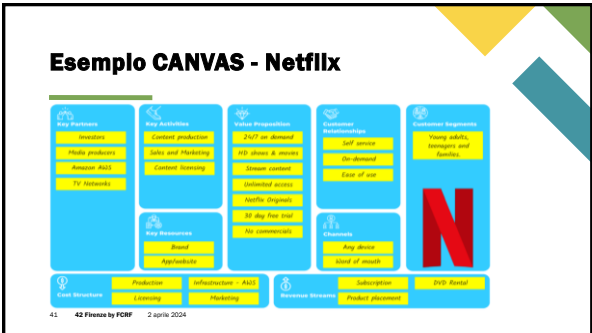 Esempio CANVAS - Netflix
Key Partners
Investors
Media producers
Amazon AWS
TV Networks
Key Activities
Content production
Sales and Marketing
Content licensing
Key Resources
Brand
App/website
Value Proposition
24/7 on demand
HD shows & movies
Stream content
Unlimited access
Netflix Originals
30 day free trial
No commercials
Customer
Relationships
Self service
On-demand
Ease of use
Channels
Any device
Word of mouth
Customer Segments
Young adults,
teenagers and
families.
N
Cost Structure
Production
Infrastructure - AWS
Licensing
Marketing
Revenue Streams
Subscription
DVD Rental
Product placement
41 42 Firenze by FCRF 2 aprile 2024